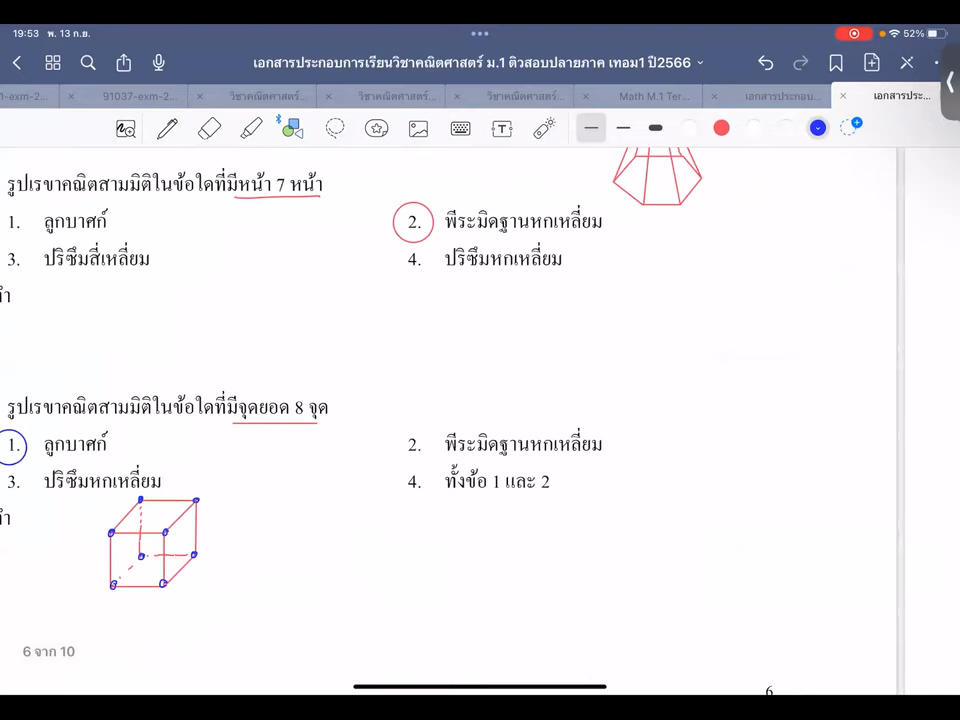 19:53 พ. 13 ก.ย.
52%
เอกสารประกอบการเรียนวิชาคณิตศาสตร์ ม.1 ติวสอบปลายภาค เทอม1 ปี2566
1-exm-2...
91037-exm-2...
วิชาคณิตศาสตร์...
วิชาคณิตศาสตร์...
วิชาคณิตศาสตร์...
Math M.1 Ter...
เอกสารประกอบ...
เอกสารประ...
รูปเรขาคณิตสามมิติในข้อใดที่มีหน้า 7 หน้า
1. ลูกบาศก์ 2. พีระมิดฐานหกเหลี่ยม
3. ปริซึมสี่เหลี่ยม 4. ปริซึมหกเหลี่ยม
รูปเรขาคณิตสามมิติในข้อใดที่มีจุดยอด 8 จุด
1. ลูกบาศก์ 2. พีระมิดฐานหกเหลี่ยม
3. ปริซึมหกเหลี่ยม 4. ทั้งข้อ 1 และ 2
6 จาก 10
6